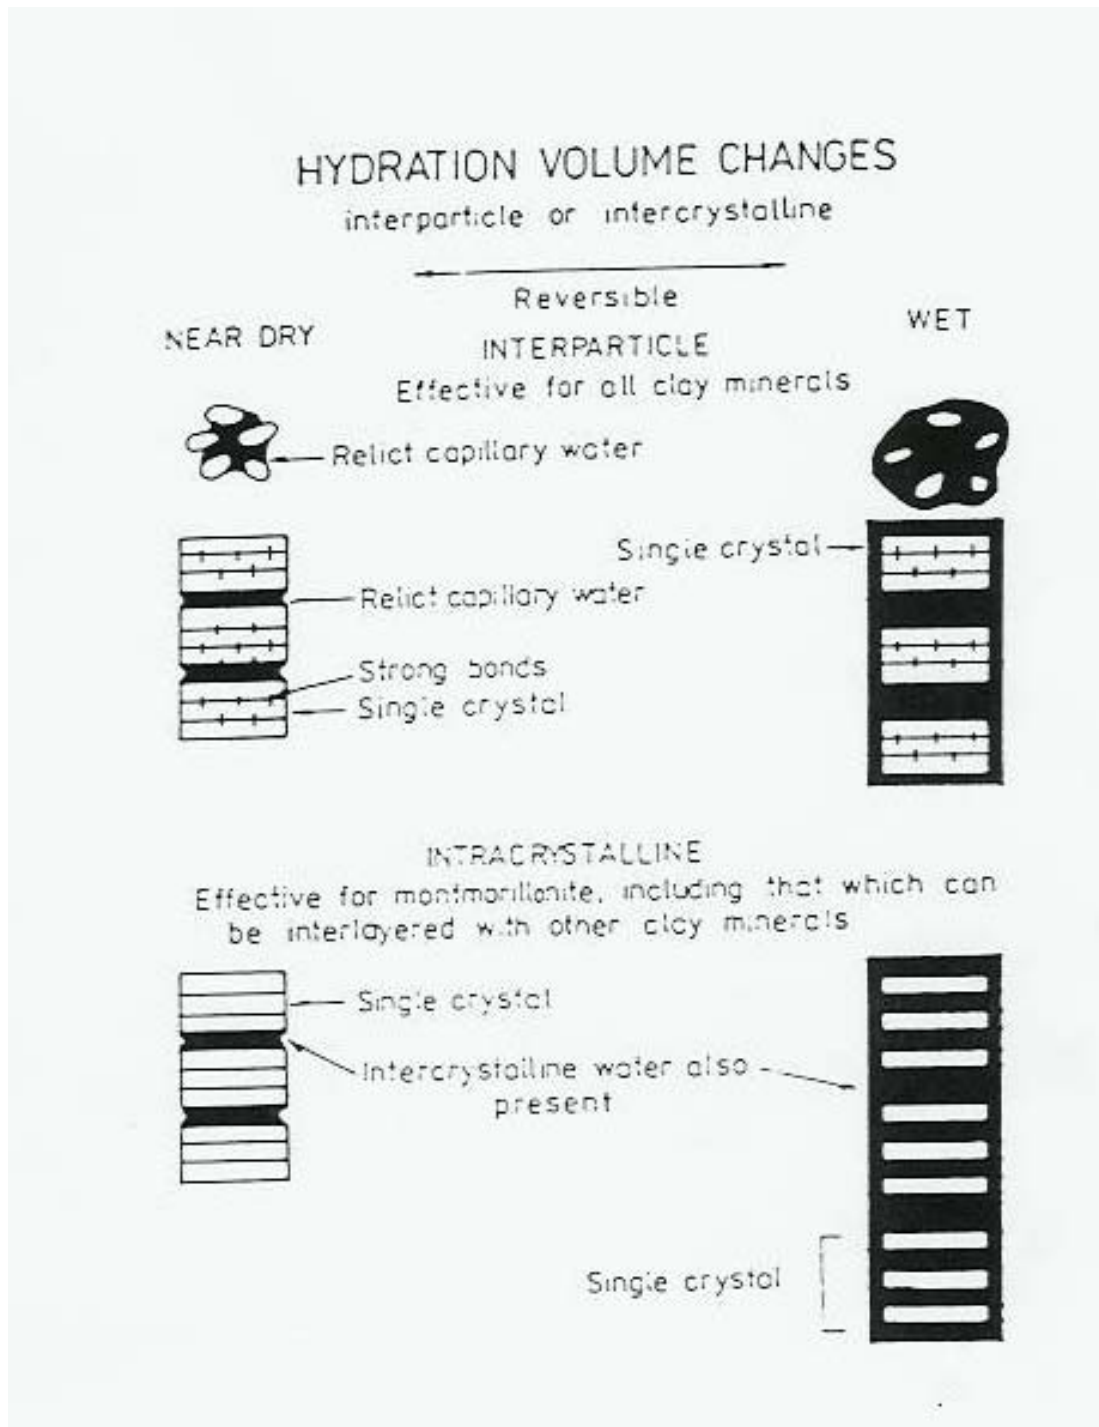 HYDRATION VOLUME CHANGES
interparticle or intercrystalline
Reversible
NEAR DRY
WET
INTERPARTICLE
Effective for all clay minerals
Relict capillary water
Single crystal
Relict capillary water
Strong bonds
Single crystal
INTRACRYSTALLINE
Effective for montmorillonite, including that which can
be interlayered with other clay minerals
Single crystal
Intercrystalline water also
present
Single crystal